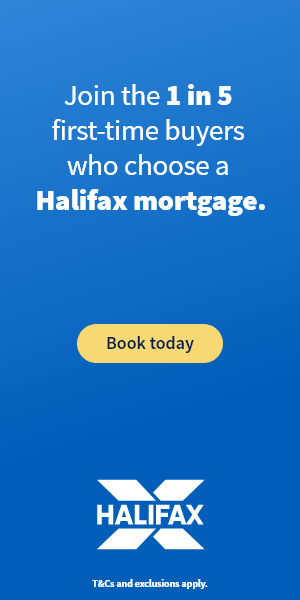 Join the 1 in 5
first-time buyers
who choose a
Halifax mortgage.
Book today
HALIFAX
T&Cs and exclusions apply.